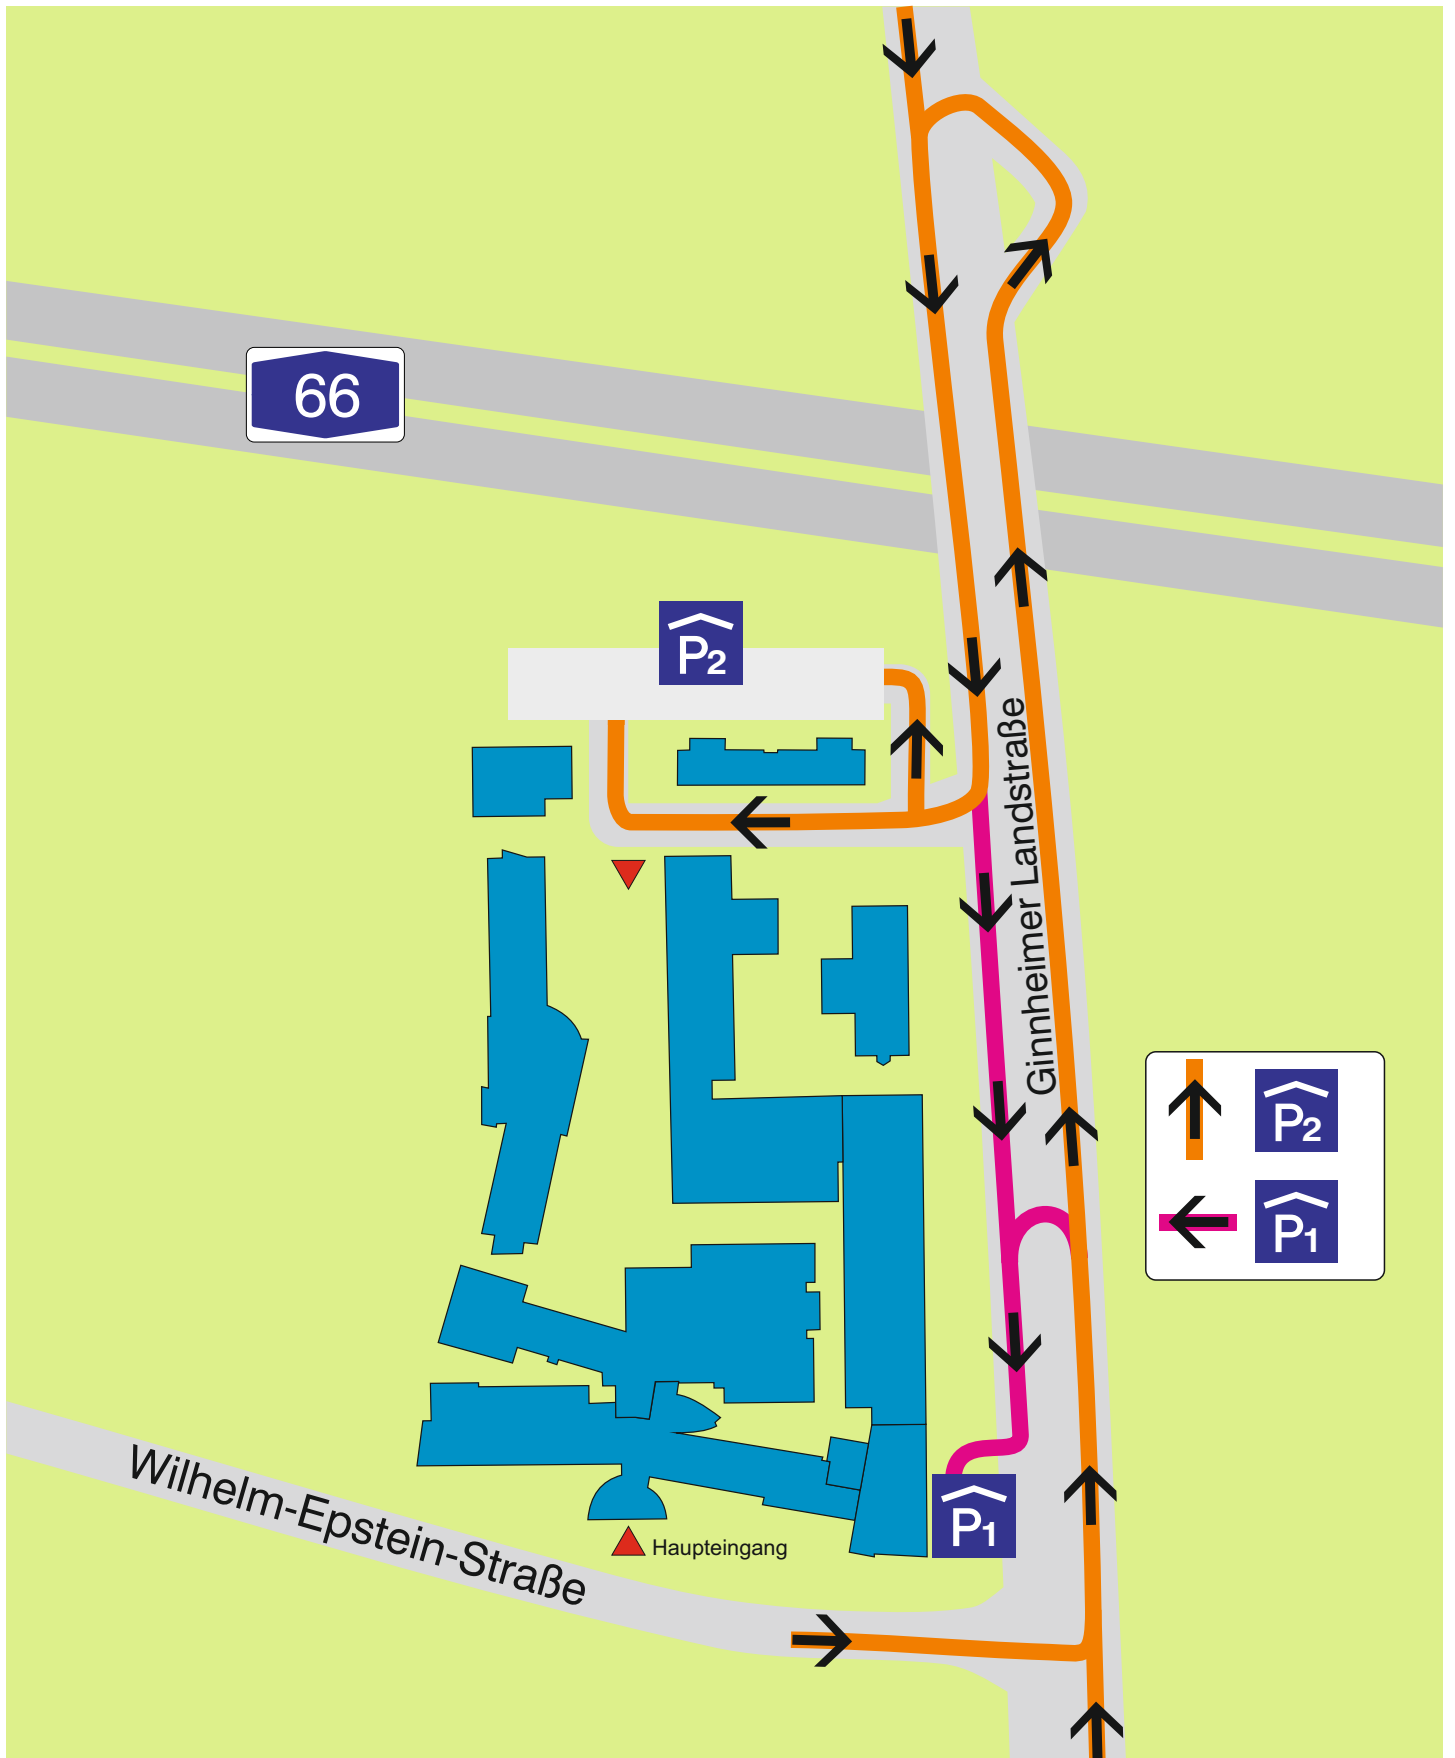 66
P2
Ginnheimer Landstraße
P2
P1
Wilhelm-Epstein-Straße
P1
Haupteingang